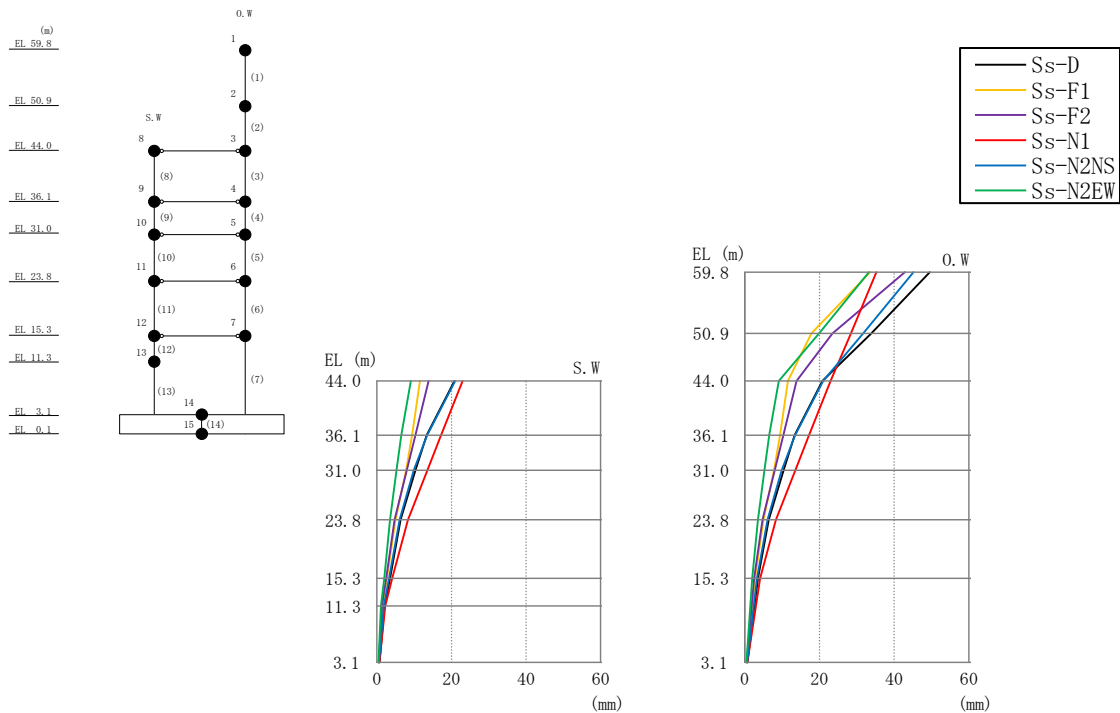 (m)
EL 59.8
EL 50.9
EL 44.0
EL 36.1
EL 31.0
EL 23.8
EL 15.3
EL 11.3
EL 3.1
EL 0.1
O.W
1
(1)
2
(2)
S.W
8
3
(8)
(3)
9
4
(9)
(4)
10
5
(10)
(5)
11
6
(11)
(6)
12
7
(12)
13
(13)
(7)
14
15
(14)
EL (m)
S.W
44.0
36.1
31.0
23.8
15.3
11.3
3.1
0
20
40
60
(mm)
EL (m)
O.W
59.8
50.9
44.0
36.1
31.0
23.8
15.3
3.1
0
20
40
60
(mm)
Ss-D
Ss-F1
Ss-F2
Ss-N1
Ss-N2NS
Ss-N2EW